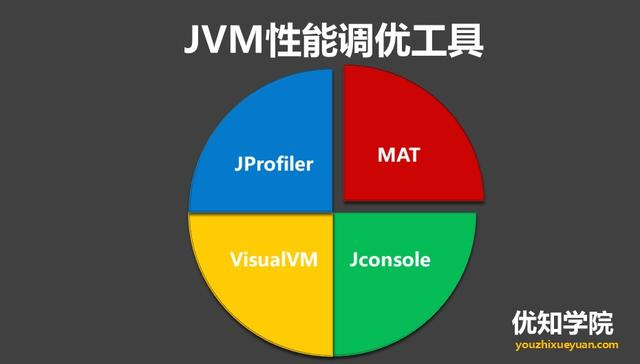 JVM性能调优工具
JProfiler
MAT
VisualVM
Jconsole
优知学院
youzhixueyuan.com